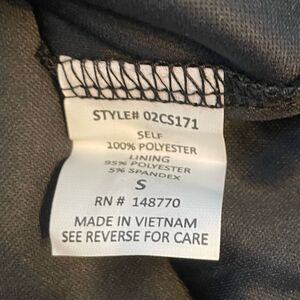 STYLE# 02CS171
SELF
100% POLYESTER
LINING
95% POLYESTER
5% SPANDEX
S
RN # 148770
MADE IN VIETNAM
SEE REVERSE FOR CARE